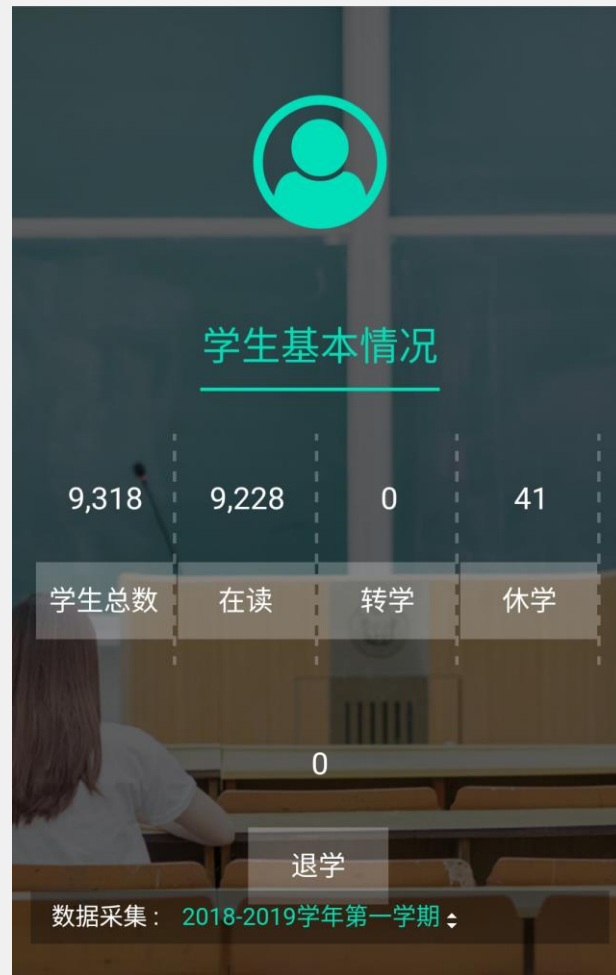 学生基本情况
9,318 9,228 0 41
学生总数 在读 转学 休学
0
退学
数据采集： 2018-2019学年第一学期